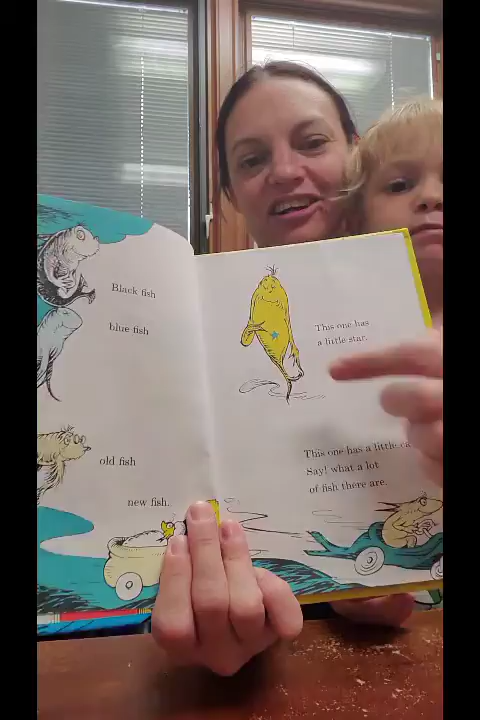 Black fish
blue fish
old fish
new fish.
This one has
a little star.
This one has a little
Say! what a lot
of fish there are.